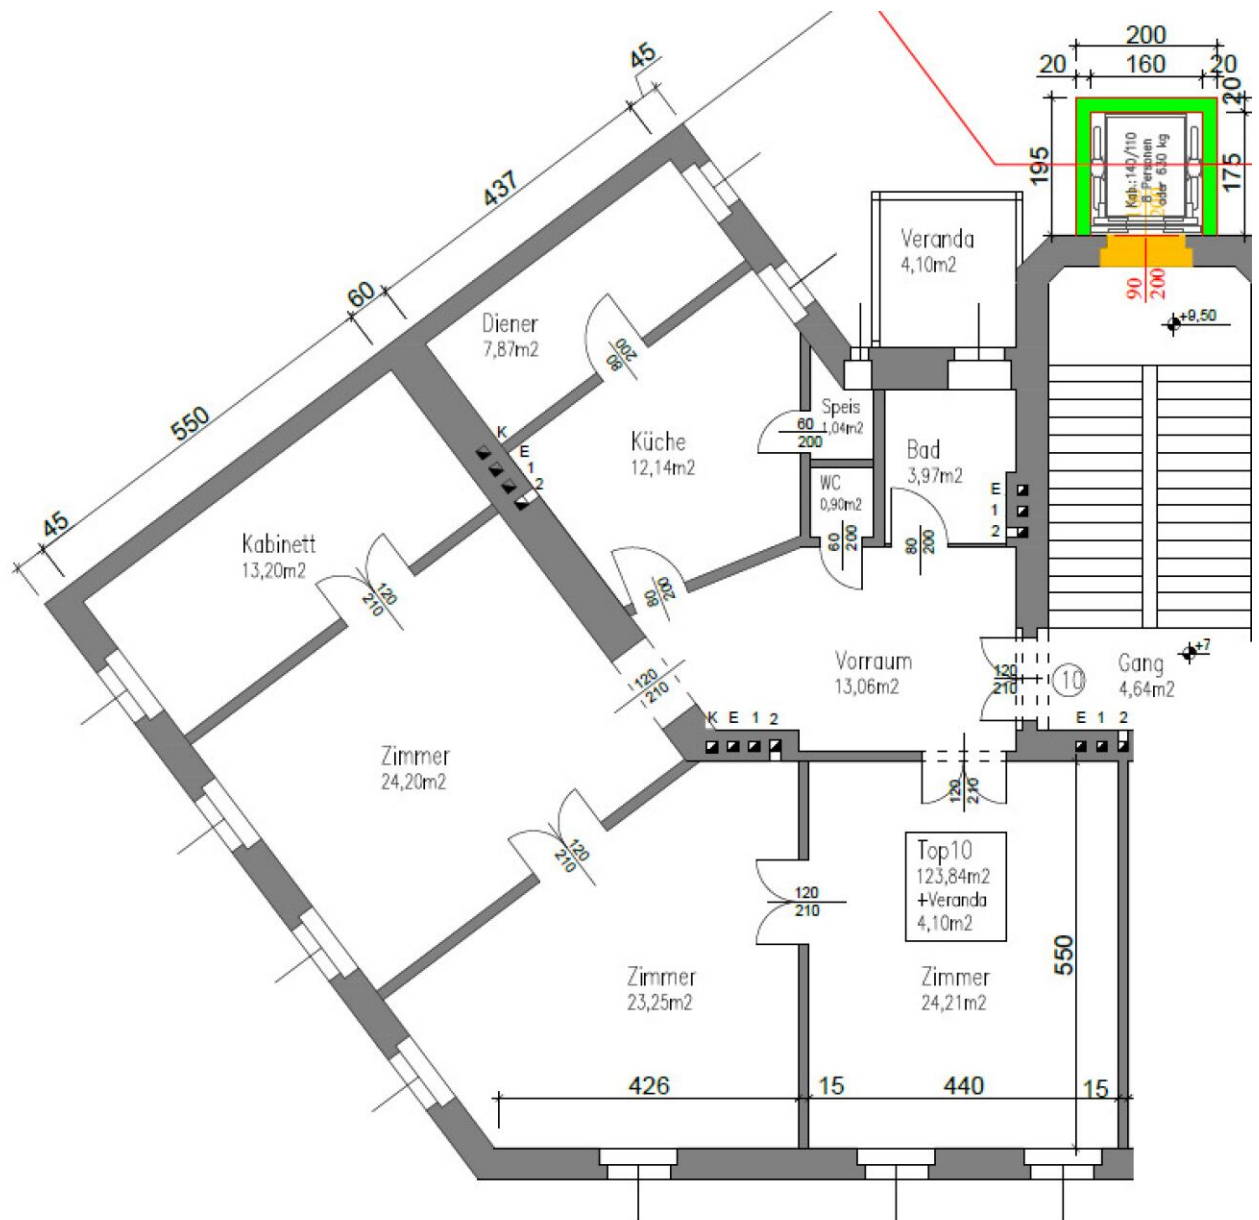 200
20
160
20
20
195
175
Kab.:140/110
8 Personen
oder 630 kg
200
90
200
+9,50
45
437
60
550
45
Veranda
4,10m2
Diener
7,87m2
80
200
Küche
12,14m2
K
E
1
2
60
200
Speis
1,04m2
WC
0,90m2
60
200
Bad
3,97m2
80
200
E
1
2
Kabinett
13,20m2
120
210
80
200
120
210
Vorraum
13,06m2
120
210
10
Gang
4,64m2
+7
K E 1 2
E 1 2
Zimmer
24,20m2
120
210
120
210
120
210
Top10
123,84m2
+Veranda
4,10m2
550
Zimmer
23,25m2
Zimmer
24,21m2
426
15
440
15